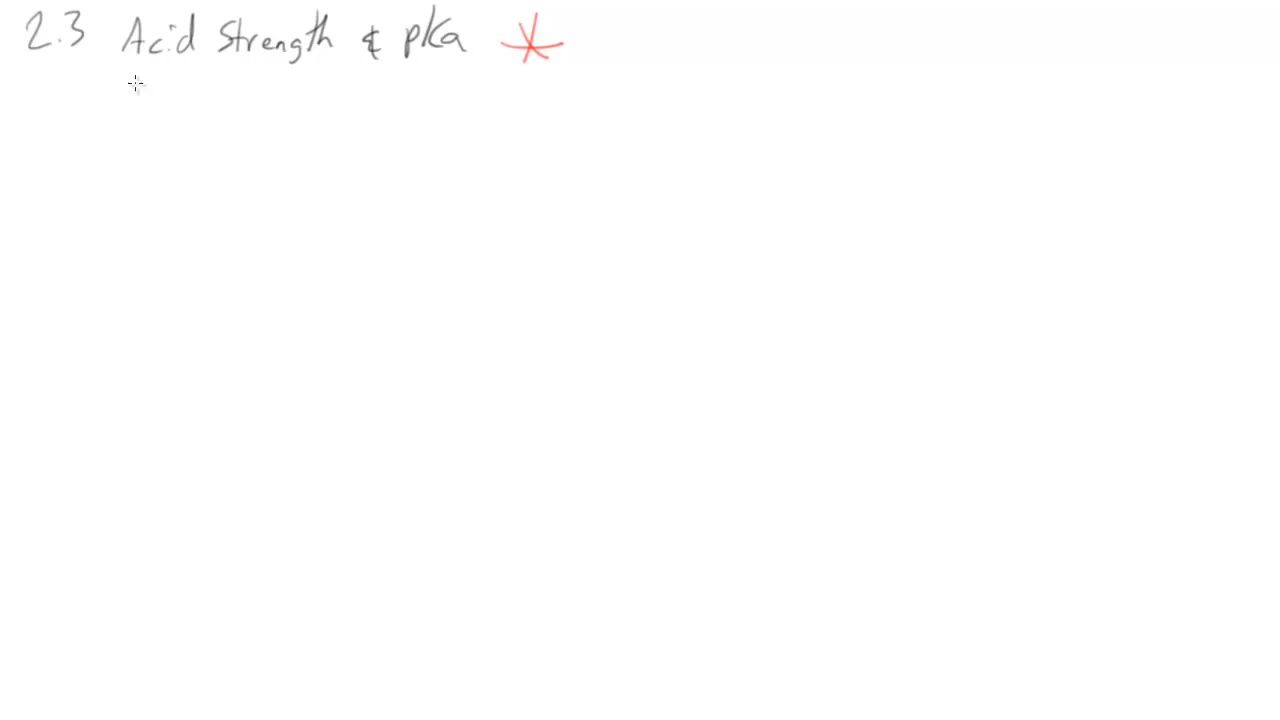 2.3 Acid Strength & pKa *